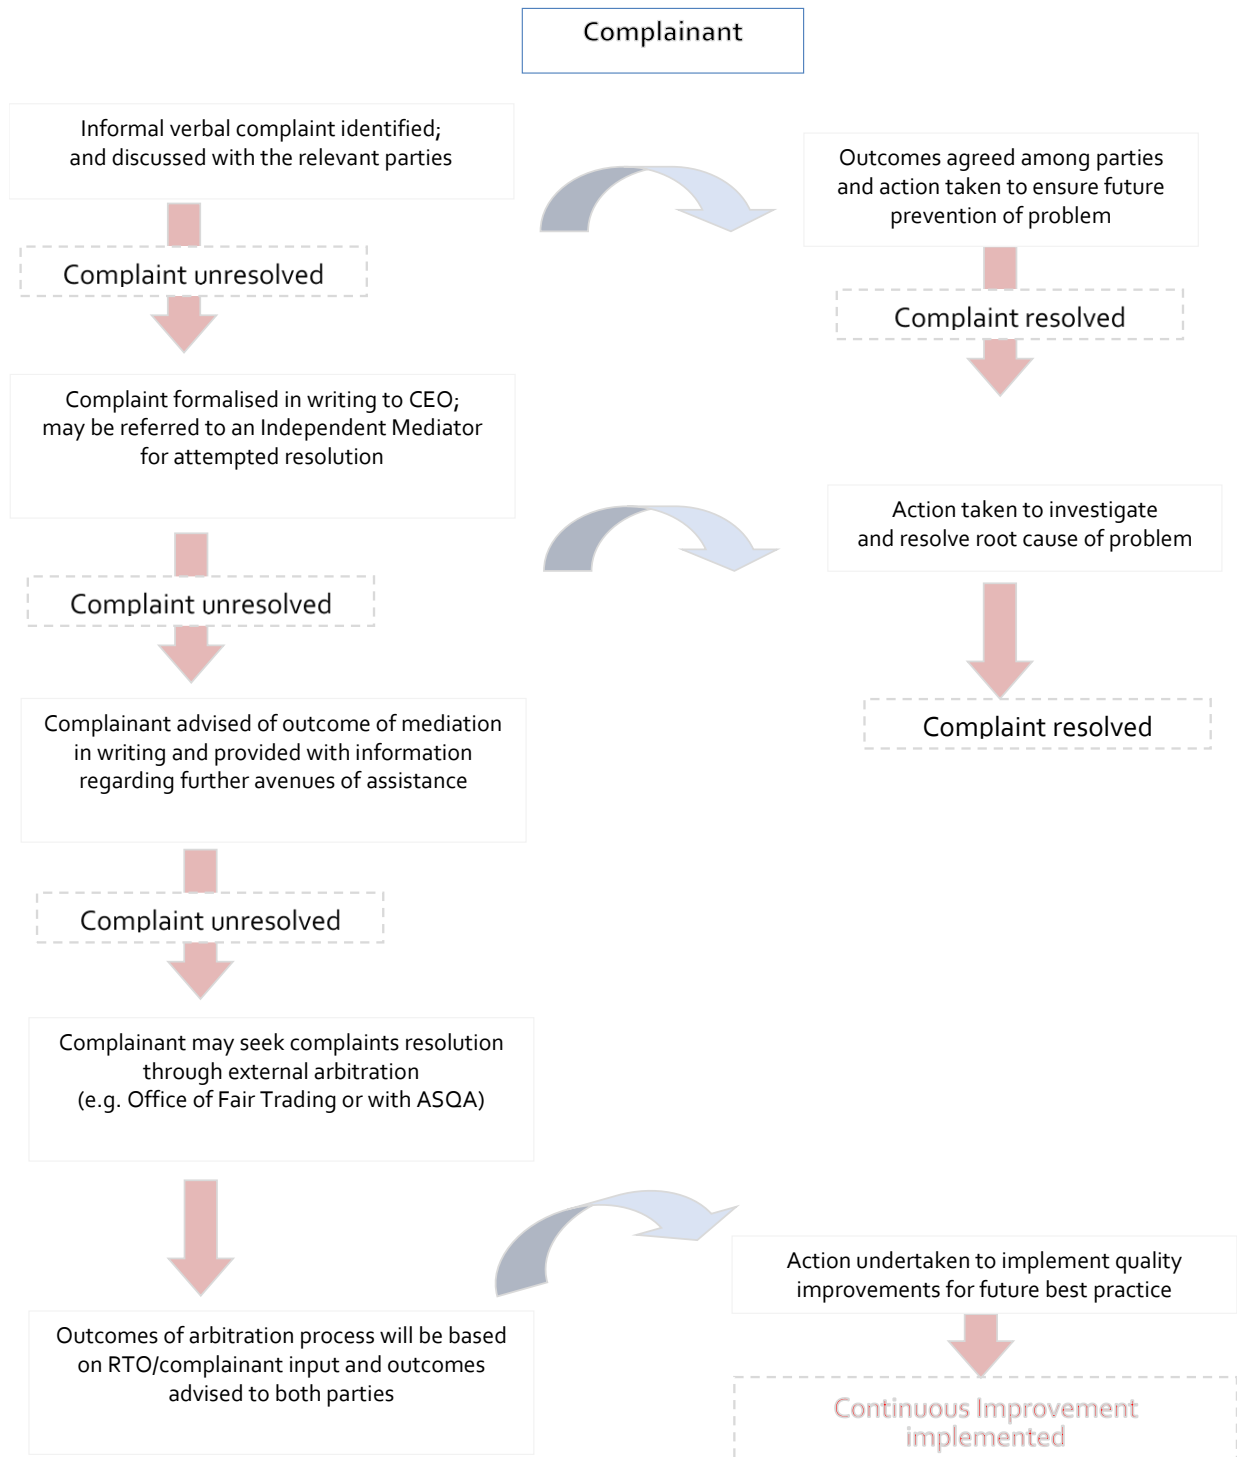 Complainant
Informal verbal complaint identified;
and discussed with the relevant parties
Outcomes agreed among parties
and action taken to ensure future
prevention of problem
Complaint unresolved
Complaint resolved
Complaint formalised in writing to CEO;
may be referred to an Independent Mediator
for attempted resolution
Action taken to investigate
and resolve root cause of problem
Complaint unresolved
Complainant advised of outcome of mediation
in writing and provided with information
regarding further avenues of assistance
Complaint resolved
Complaint unresolved
Complainant may seek complaints resolution
through external arbitration
(e.g. Office of Fair Trading or with ASQA)
Action undertaken to implement quality
improvements for future best practice
Outcomes of arbitration process will be based
on RTO/complainant input and outcomes
advised to both parties
Continuous Improvement
implemented